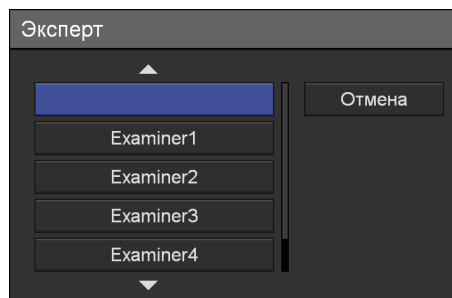 Эксперт
Отмена
Examiner1
Examiner2
Examiner3
Examiner4